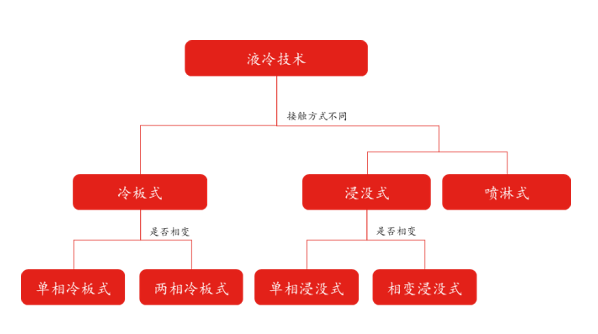 液冷技术
接触方式不同
冷板式
浸没式
喷淋式
是否相变
是否相变
单相冷板式
两相冷板式
单相浸没式
相变浸没式